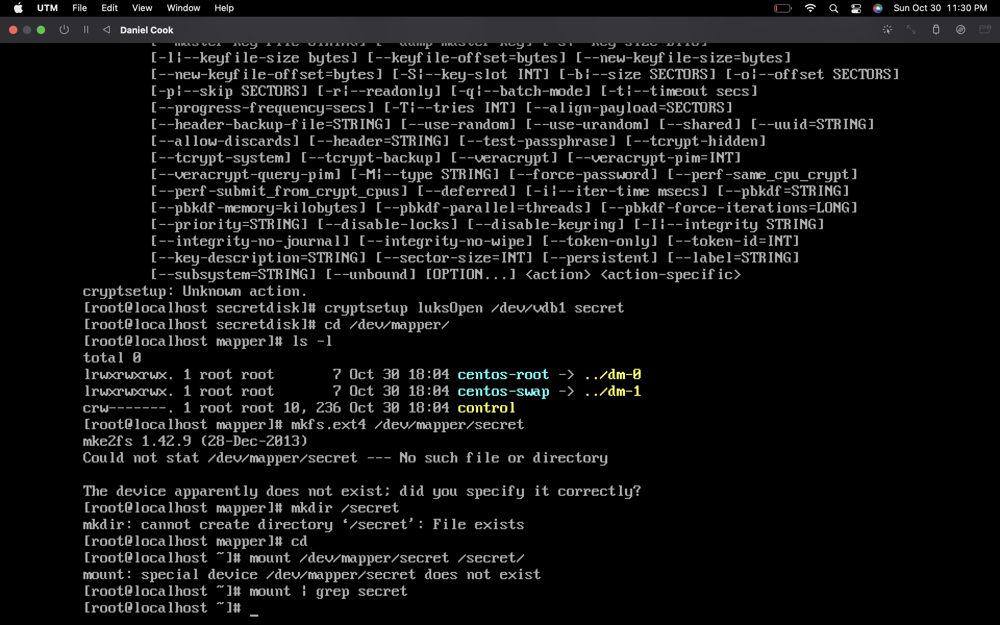 UTM File Edit View Window Help Sun Oct 30 11:30 PM
Daniel Cook
[--master-key-file STRING] [--dump-master-key] [-s|--key-size BITS]
[-l|--keyfile-size bytes] [--keyfile-offset=bytes] [--new-keyfile-size=bytes]
[--new-keyfile-offset=bytes] [-S|--key-slot INT] [-b|--size SECTORS] [-o|--offset SECTORS]
[-p|--skip SECTORS] [-r|--readonly] [-q|--batch-mode] [-t|--timeout secs]
[--progress-frequency=secs] [-T|--tries INT] [--align-payload=SECTORS]
[--header-backup-file=STRING] [--use-random] [--use-urandom] [--shared] [--uuid=STRING]
[--allow-discards] [--header=STRING] [--test-passphrase] [--tcrypt-hidden]
[--tcrypt-system] [--tcrypt-backup] [--veracrypt] [--veracrypt-pim=INT]
[--veracrypt-query-pim] [-M|--type STRING] [--force-password] [--perf-same_cpu_crypt]
[--perf-submit_from_crypt_cpus] [--deferred] [-i|--iter-time msecs] [--pbkdf=STRING]
[--pbkdf-memory=kilobytes] [--pbkdf-parallel=threads] [--pbkdf-force-iterations=LONG]
[--priority=STRING] [--disable-locks] [--disable-keyring] [-I|--integrity STRING]
[--integrity-no-journal] [--integrity-no-wipe] [--token-only] [--token-id=INT]
[--key-description=STRING] [--sector-size=INT] [--persistent] [--label=STRING]
[--subsystem=STRING] [--unbound] [OPTION...] <action> <action-specific>
cryptsetup: Unknown action.
[root@localhost secretdisk]# cryptsetup luksOpen /dev/vdb1 secret
[root@localhost secretdisk]# cd /dev/mapper/
[root@localhost mapper]# ls -l
total 0
lrwxrwxrwx. 1 root root       7 Oct 30 18:04 centos-root -> ../dm-0
lrwxrwxrwx. 1 root root       7 Oct 30 18:04 centos-swap -> ../dm-1
crw-------. 1 root root 10, 236 Oct 30 18:04 control
[root@localhost mapper]# mkfs.ext4 /dev/mapper/secret
mke2fs 1.42.9 (28-Dec-2013)
Could not stat /dev/mapper/secret --- No such file or directory
The device apparently does not exist; did you specify it correctly?
[root@localhost mapper]# mkdir /secret
mkdir: cannot create directory ‘/secret’: File exists
[root@localhost mapper]# cd
[root@localhost ~]# mount /dev/mapper/secret /secret/
mount: special device /dev/mapper/secret does not exist
[root@localhost ~]# mount | grep secret
[root@localhost ~]# _